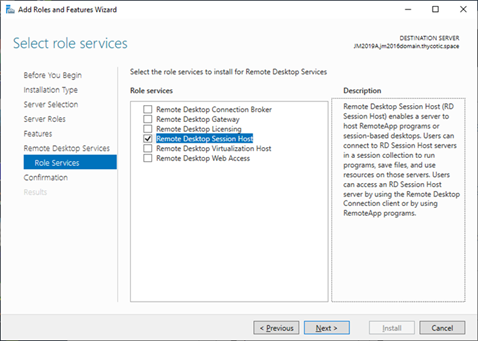 Add Roles and Features Wizard
Select role services
DESTINATION SERVER
JM2019A.jm2016domain.thycotic.space
Before You Begin
Installation Type
Server Selection
Server Roles
Features
Remote Desktop Services
Role Services
Confirmation
Results
Select the role services to install for Remote Desktop Services
Role services
Remote Desktop Connection Broker
Remote Desktop Gateway
Remote Desktop Licensing
Remote Desktop Session Host
Remote Desktop Virtualization Host
Remote Desktop Web Access
Description
Remote Desktop Session Host (RD
Session Host) enables a server to
host RemoteApp programs or
session-based desktops. Users can
connect to RD Session Host servers
in a session collection to run
programs, save files, and use
resources on those servers. Users
can access an RD Session Host
server by using the Remote Desktop
Connection client or by using
RemoteApp programs.
< Previous
Next >
Install
Cancel